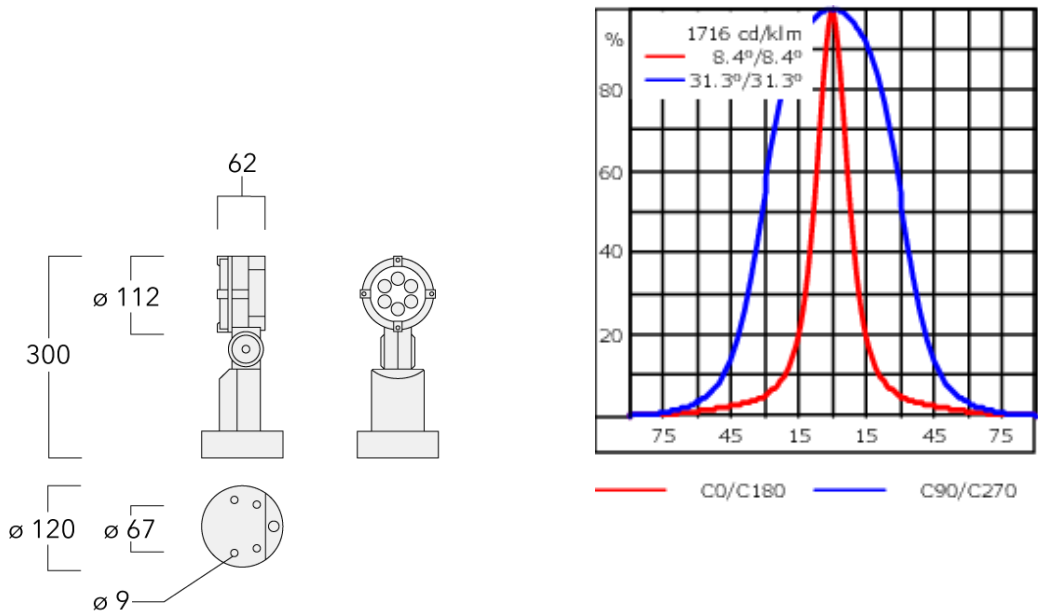 62
ø 112
300
ø 120
ø 67
ø 9
%
1716 cd/klm
8.4º/8.4º
31.3º/31.3º
80
60
40
20
75 45 15 15 45 75
C0/C180 C90/C270